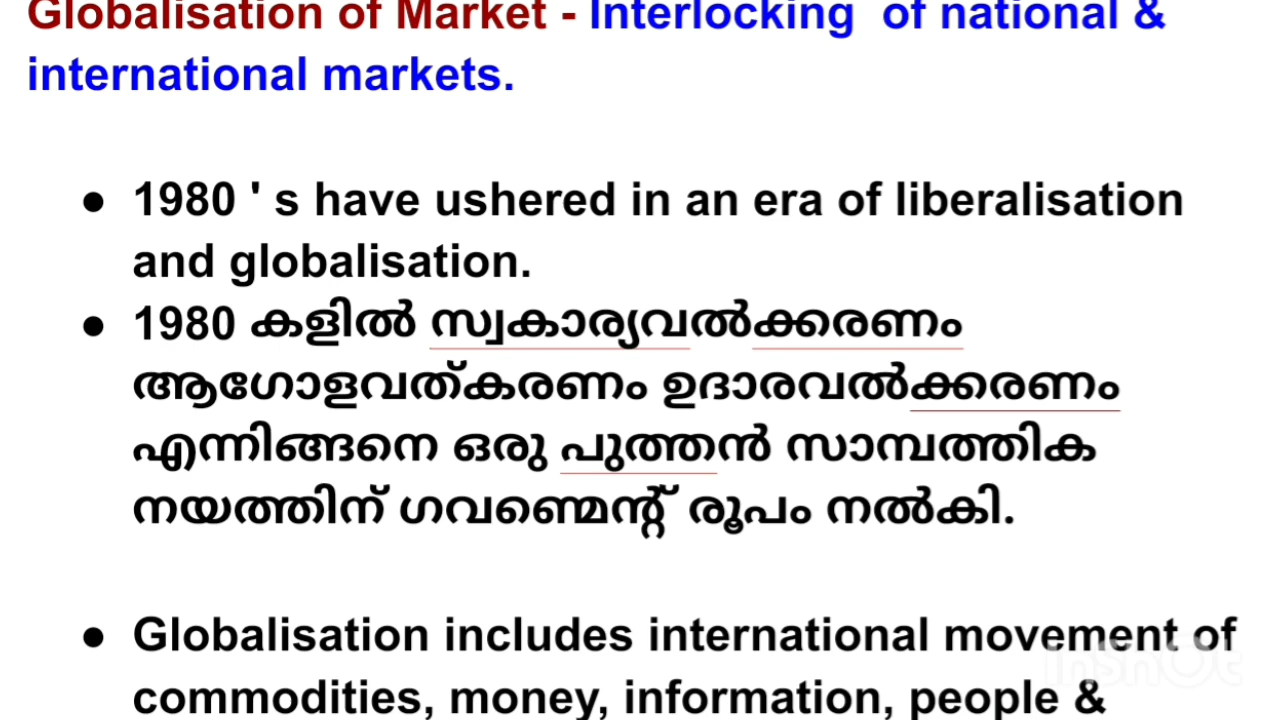 Globalisation of Market - Interlocking of national &
international markets.
● 1980 ' s have ushered in an era of liberalisation
and globalisation.
● 1980 കളിൽ സ്വകാര്യവൽക്കരണം
ആഗോളവത്കരണം ഉദാരവൽക്കരണം
എന്നിങ്ങനെ ഒരു പുത്തൻ സാമ്പത്തിക
നയത്തിന് ഗവണ്മെന്റ് രൂപം നൽകി.
● Globalisation includes international movement of
commodities, money, information, people &
InShOt